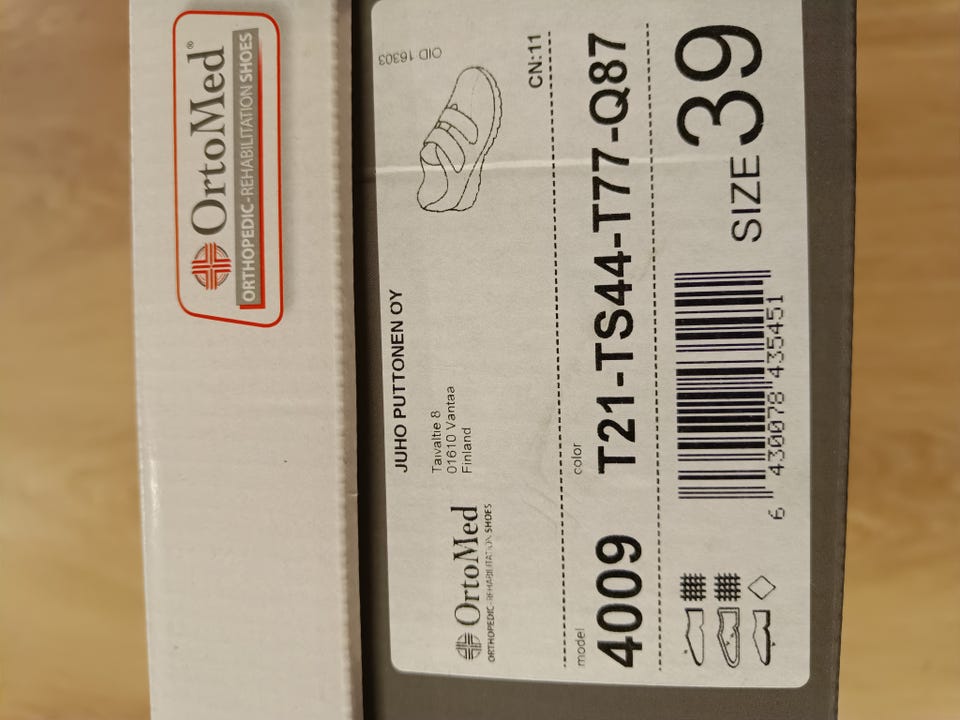 OrtoMed®
ORTHOPEDIC-REHABILITATION SHOES
OrtoMed
ORTHOPEDIC-REHABILITATION SHOES
JUHO PUTTONEN OY
Taivaltie 8
01610 Vantaa
Finland
OID 16303
CN:11
model
4009
color
T21-TS44-T77-Q87
6 430078 435451
SIZE 39